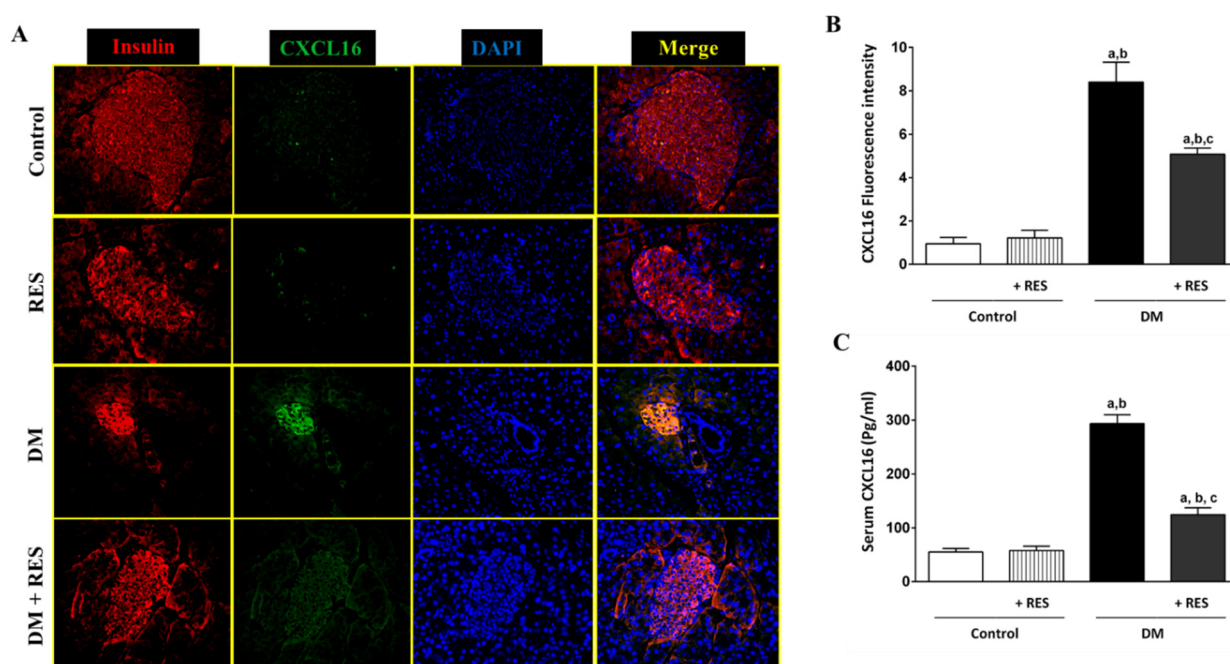 A
Insulin CXCL16 DAPI Merge
Control
RES
DM
DM + RES
B
CXCL16 Fluorescence intensity
10
8
6
4
2
0
a,b
a,b,c
+ RES + RES
Control DM
C
Serum CXCL16 (Pg/ml)
400
300
200
100
0
a,b
a, b, c
+ RES + RES
Control DM